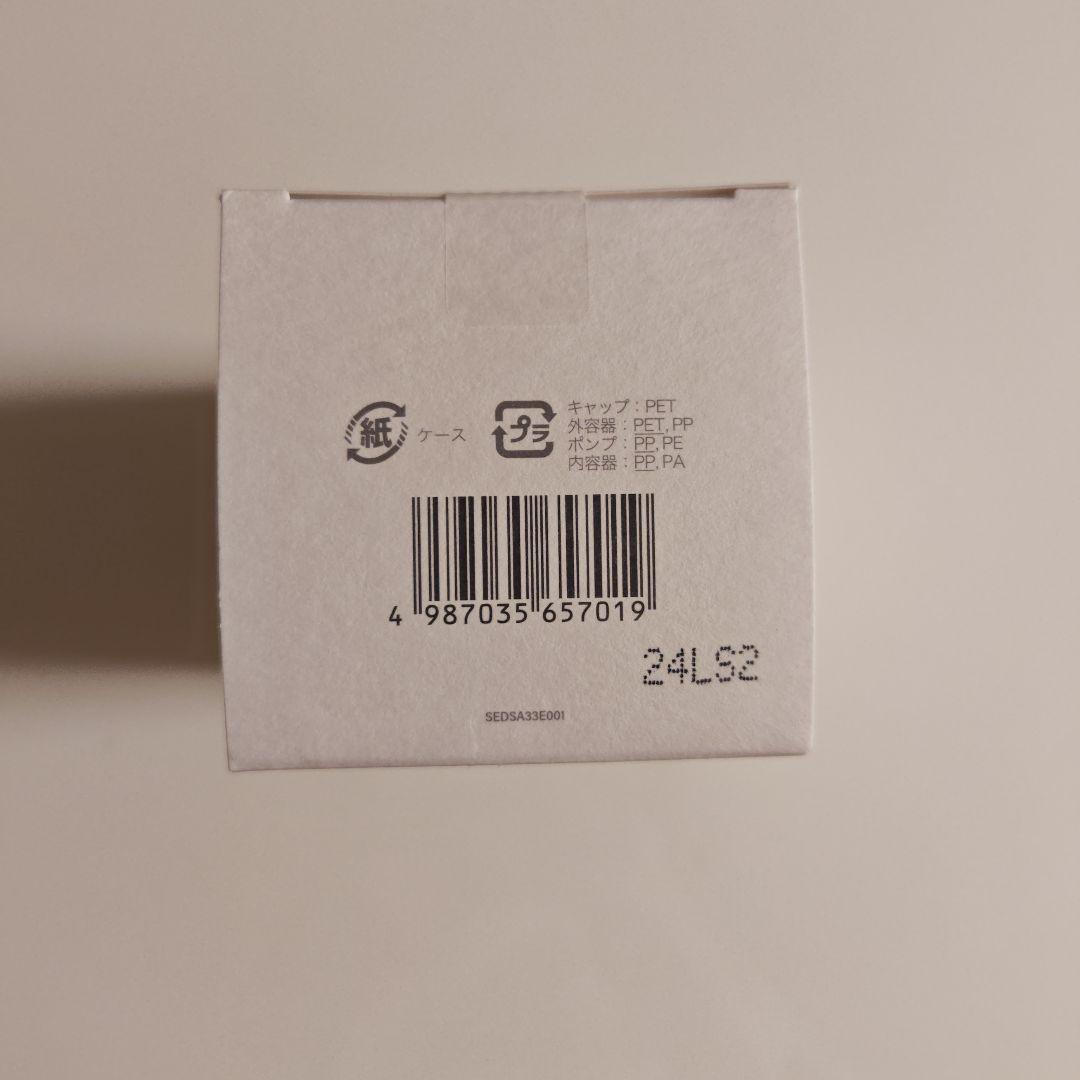 紙 ケース
プラ
キャップ：PET
外容器：PET, PP
ポンプ：PP, PE
内容器：PP, PA
4 987035 657019
24LS2
SEDSA33E001